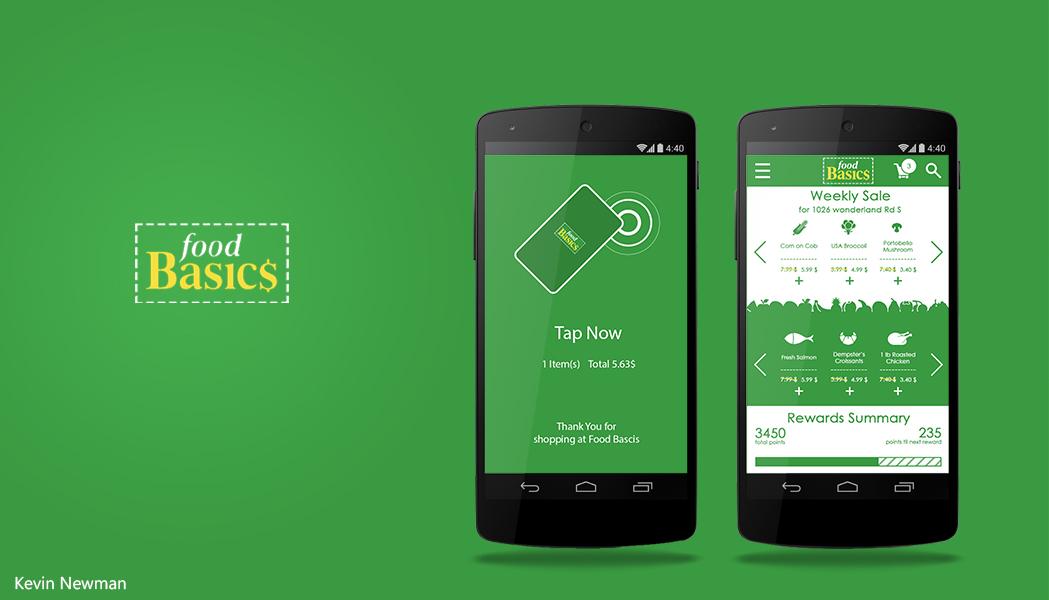 food
Basic$
4:40
food
Basics
Tap Now
1 Item(s) Total 5.63$
Thank You for
shopping at Food Bascis
4:40
food
Basics
3
Weekly Sale
for 1026 wonderland Rd S
Corn on Cob USA Broccoli Portobello
Mushroom
7.99 $ 5.99 $ 5.99 $ 4.99 $ 7.40 $ 3.40 $
+ + +
Fresh Salmon Dempster's
Croissants 1 lb Roasted
Chicken
7.99 $ 5.99 $ 5.99 $ 4.99 $ 7.40 $ 3.40 $
+ + +
Rewards Summary
3450 235
total points points til next reward
Kevin Newman